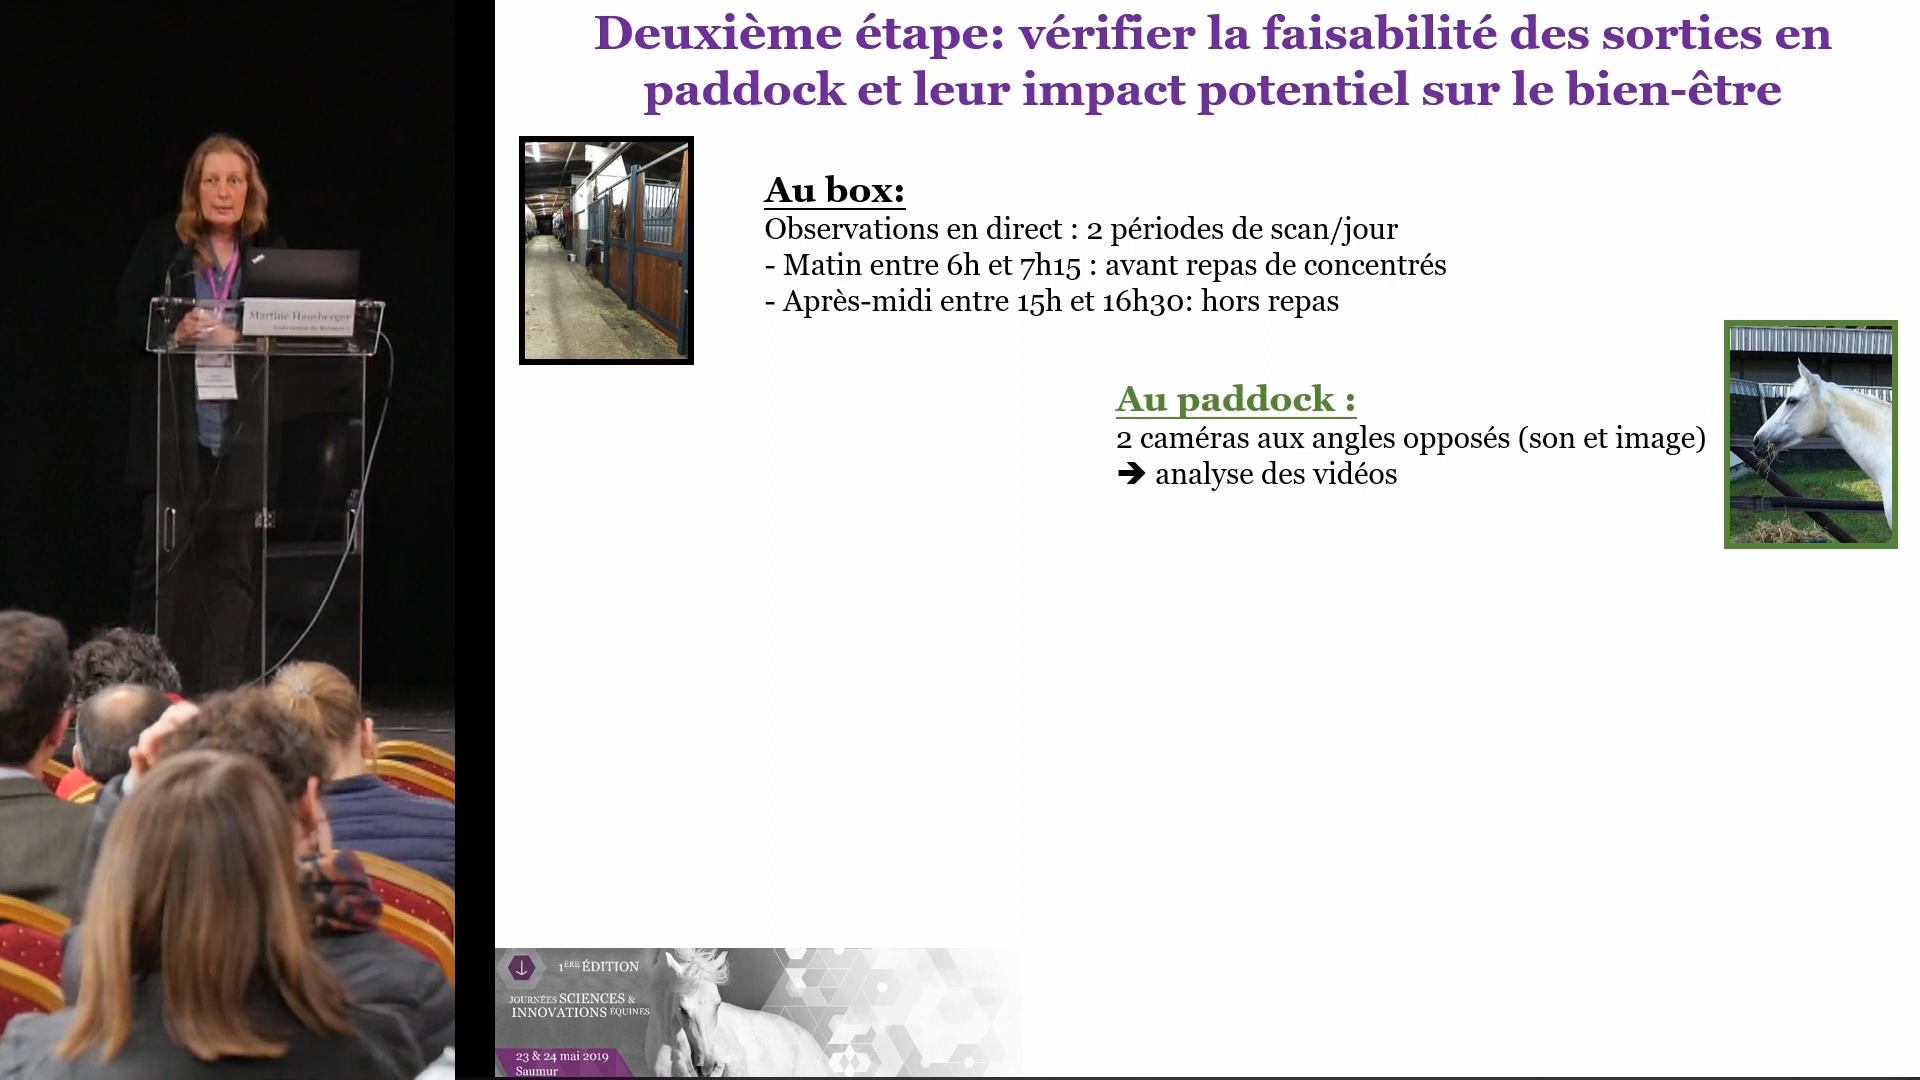 Deuxième étape: vérifier la faisabilité des sorties en
paddock et leur impact potentiel sur le bien-être
Au box:
Observations en direct : 2 périodes de scan/jour
- Matin entre 6h et 7h15 : avant repas de concentrés
- Après-midi entre 15h et 16h30: hors repas
Au paddock :
2 caméras aux angles opposés (son et image)
➔ analyse des vidéos
Martine Hausberger
1ÈRE ÉDITION
JOURNÉES SCIENCES &
INNOVATIONS ÉQUINES
23 & 24 mai 2019
Saumur